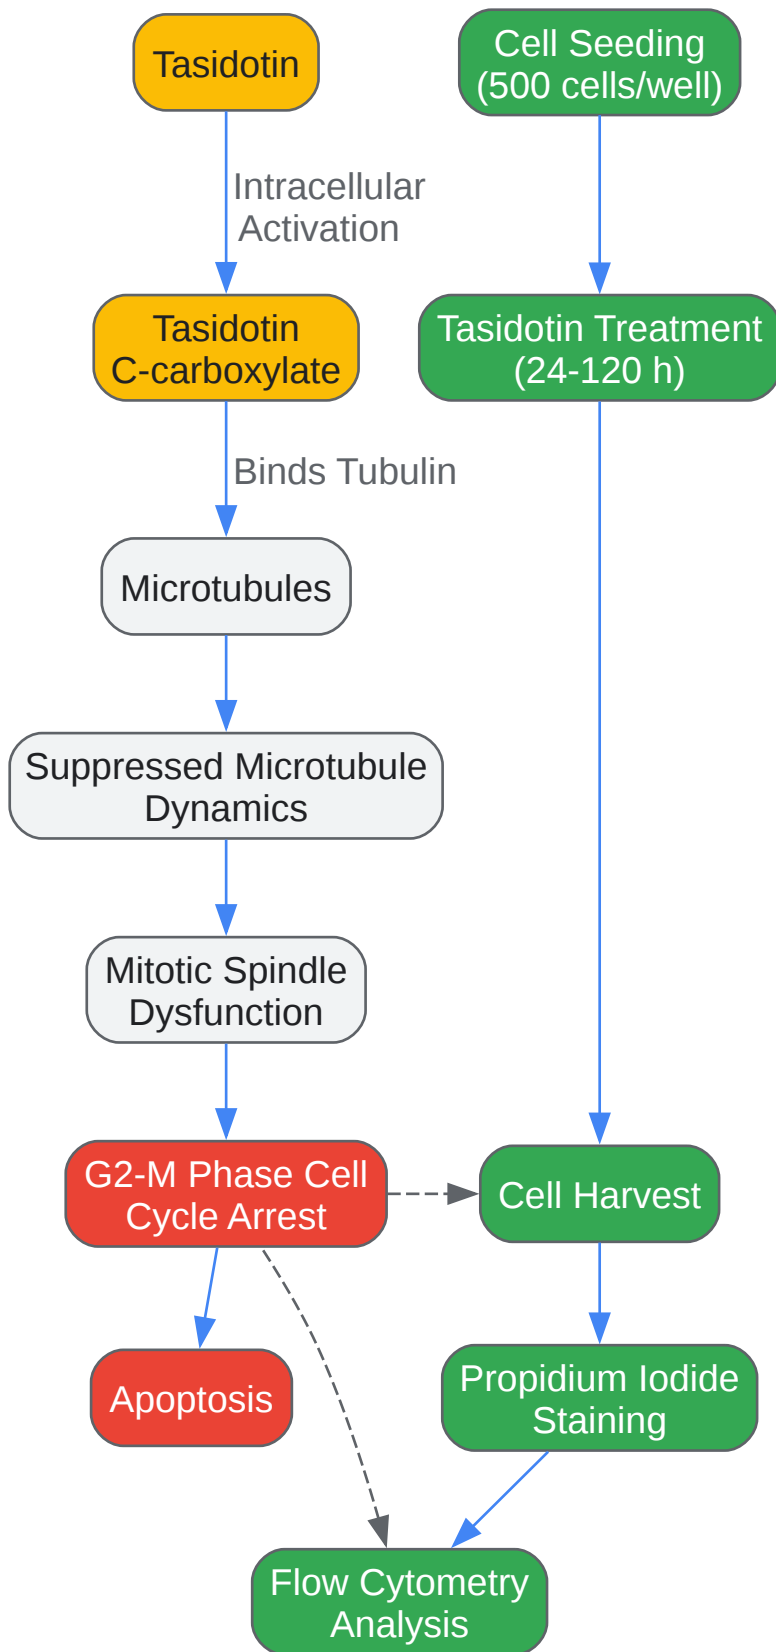 Tasidotin
Cell Seeding
(500 cells/well)
Intracellular
Activation
Tasidotin
C-carboxylate
Tasidotin Treatment
(24-120 h)
Binds Tubulin
Microtubules
Suppressed Microtubule
Dynamics
Mitotic Spindle
Dysfunction
G2-M Phase Cell
Cycle Arrest
Cell Harvest
Apoptosis
Propidium Iodide
Staining
Flow Cytometry
Analysis